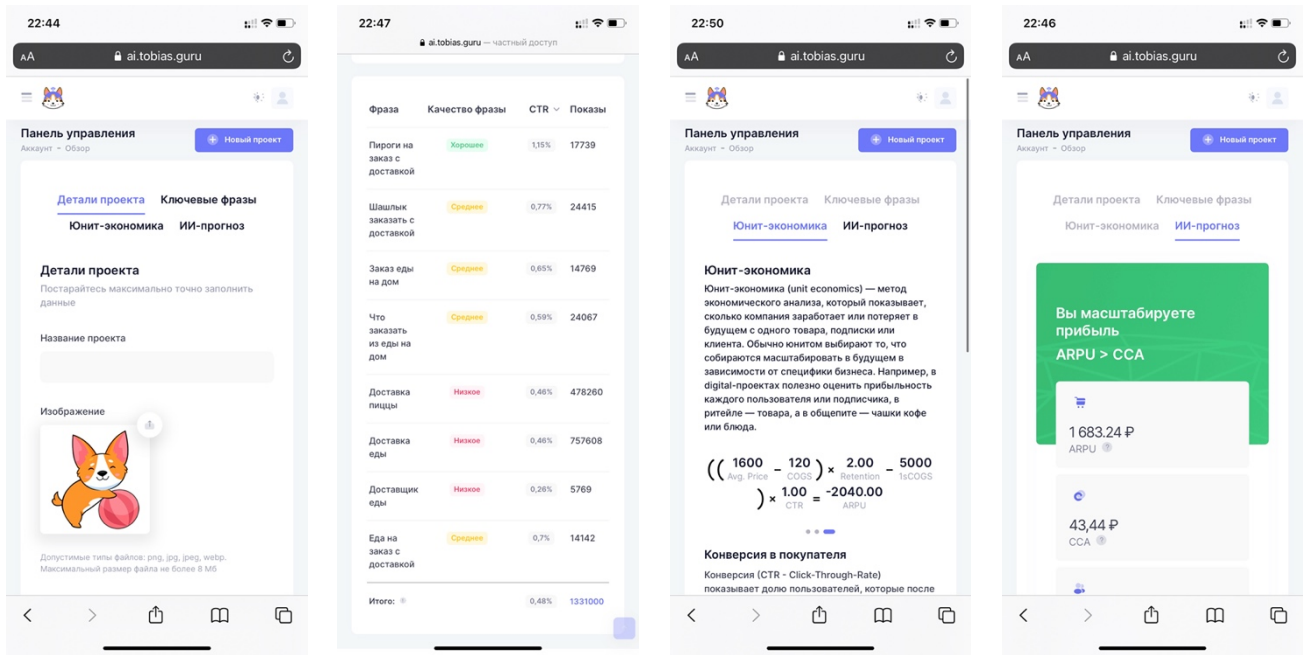 22:44
AA ai.tobias.guru
Панель управления
Аккаунт - Обзор
Новый проект
Детали проекта Ключевые фразы
Юнит-экономика ИИ-прогноз
Детали проекта
Постарайтесь максимально точно заполнить
данные
Название проекта
Изображение
Допустимые типы файлов: png, jpg, jpeg, webp.
Максимальный размер файла не более 8 Мб
22:47
ai.tobias.guru — частный доступ
Фраза Качество фразы CTR Показы
Пироги на Хорошее 1,15% 17739
заказ с
доставкой
Шашлык Среднее 0,77% 24415
заказать с
доставкой
Заказ еды Среднее 0,65% 14769
на дом
Что Среднее 0,59% 24067
заказать
из еды на
дом
Доставка Низкое 0,46% 478260
пиццы
Доставка Низкое 0,46% 757608
еды
Доставщик Низкое 0,26% 5769
еды
Еда на Среднее 0,7% 14142
заказ с
доставкой
Итого: 0,48% 1331000
22:50
AA ai.tobias.guru
Панель управления
Аккаунт - Обзор
Новый проект
Детали проекта Ключевые фразы
Юнит-экономика ИИ-прогноз
Юнит-экономика
Юнит-экономика (unit economics) — метод
экономического анализа, который показывает,
сколько компания заработает или потеряет в
будущем с одного товара, подписки или
клиента. Обычно юнитом выбирают то, что
собираются масштабировать в будущем в
зависимости от специфики бизнеса. Например, в
digital-проектах полезно оценить прибыльность
каждого пользователя или подписчика, в
ритейле — товара, а в общепите — чашки кофе
или блюда.
(( 1600 - 120 ) × 2.00 - 5000
Avg. Price COGS Retention 1sCOGS
) × 1.00 = -2040.00
CTR ARPU
Конверсия в покупателя
Конверсия (CTR - Click-Through-Rate)
показывает долю пользователей, которые после
22:46
AA ai.tobias.guru
Панель управления
Аккаунт - Обзор
Новый проект
Детали проекта Ключевые фразы
Юнит-экономика ИИ-прогноз
Вы масштабируете
прибыль
ARPU > CCA
1 683.24 ₽
ARPU ?
43,44 ₽
CCA ?